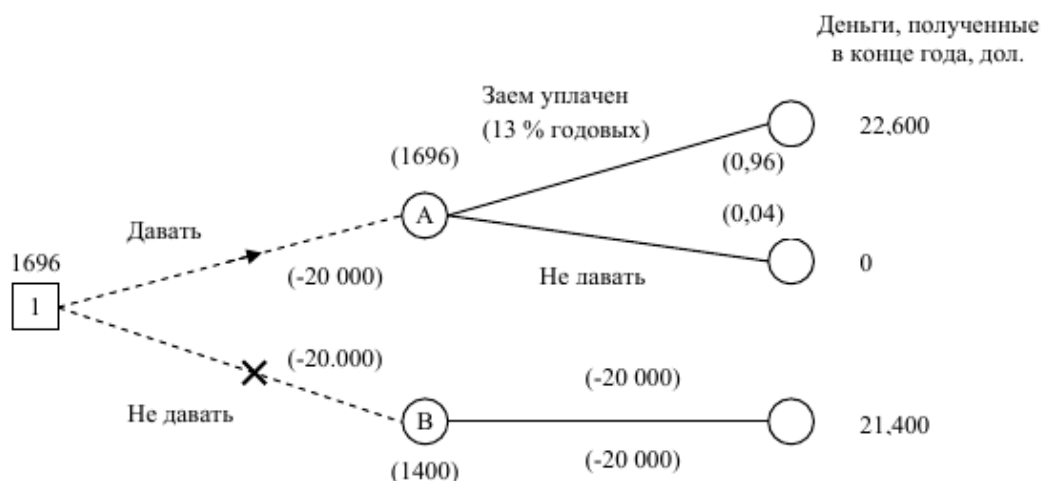 Деньги, полученные
в конце года, дол.
Заем уплачен
(13 % годовых)
22,600
(1696)
(0,96)
А
(0,04)
Давать
1696
(-20 000)
Не давать
0
1
(-20.000)
(-20 000)
Не давать
В
21,400
(1400)
(-20 000)